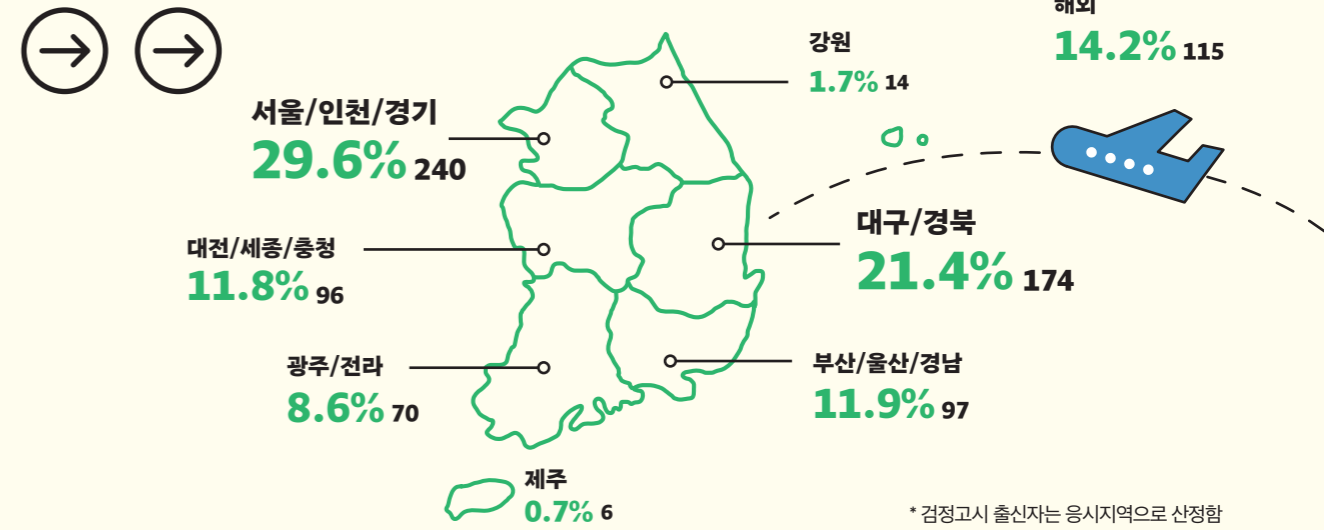 해외
14.2% 115
강원
1.7% 14
서울/인천/경기
29.6% 240
대구/경북
21.4% 174
대전/세종/충청
11.8% 96
부산/울산/경남
11.9% 97
광주/전라
8.6% 70
제주
0.7% 6
* 검정고시 출신자는 응시지역으로 산정함